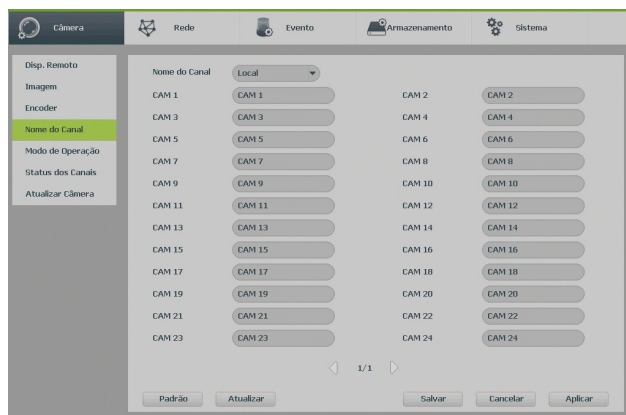 Câmera Rede Evento Armazenamento Sistema
Disp. Remoto
Imagem
Encoder
Nome do Canal
Modo de Operação
Status dos Canais
Atualizar Câmera
Nome do Canal Local
CAM 1 CAM 1 CAM 2 CAM 2
CAM 3 CAM 3 CAM 4 CAM 4
CAM 5 CAM 5 CAM 6 CAM 6
CAM 7 CAM 7 CAM 8 CAM 8
CAM 9 CAM 9 CAM 10 CAM 10
CAM 11 CAM 11 CAM 12 CAM 12
CAM 13 CAM 13 CAM 14 CAM 14
CAM 15 CAM 15 CAM 16 CAM 16
CAM 17 CAM 17 CAM 18 CAM 18
CAM 19 CAM 19 CAM 20 CAM 20
CAM 21 CAM 21 CAM 22 CAM 22
CAM 23 CAM 23 CAM 24 CAM 24
1/1
Padrão Atualizar Salvar Cancelar Aplicar